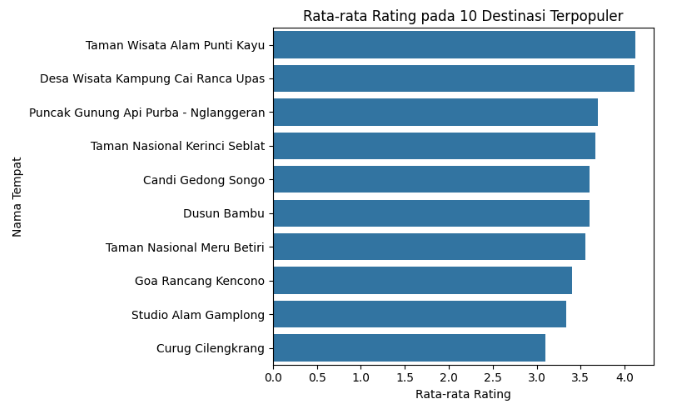 Rata-rata Rating pada 10 Destinasi Terpopuler
Nama Tempat
Taman Wisata Alam Punti Kayu
Desa Wisata Kampung Cai Ranca Upas
Puncak Gunung Api Purba - Nglanggeran
Taman Nasional Kerinci Seblat
Candi Gedong Songo
Dusun Bambu
Taman Nasional Meru Betiri
Goa Rancang Kencono
Studio Alam Gamplong
Curug Cilengkrang
0.0 0.5 1.0 1.5 2.0 2.5 3.0 3.5 4.0
Rata-rata Rating